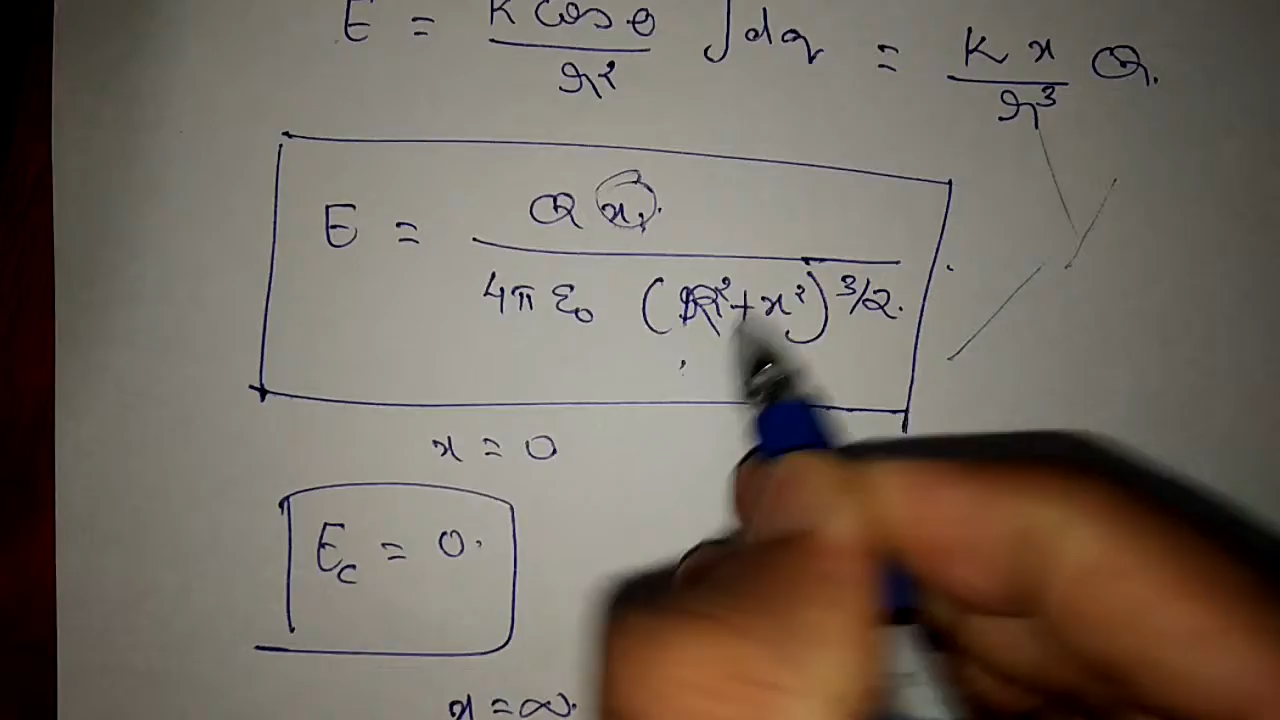 E = K cos θ / r² ∫dq = K x / r³ Q.
E = Q x / 4π ε₀ (R² + x²)^3/2.
x = 0
E_c = 0.
x = ∞.